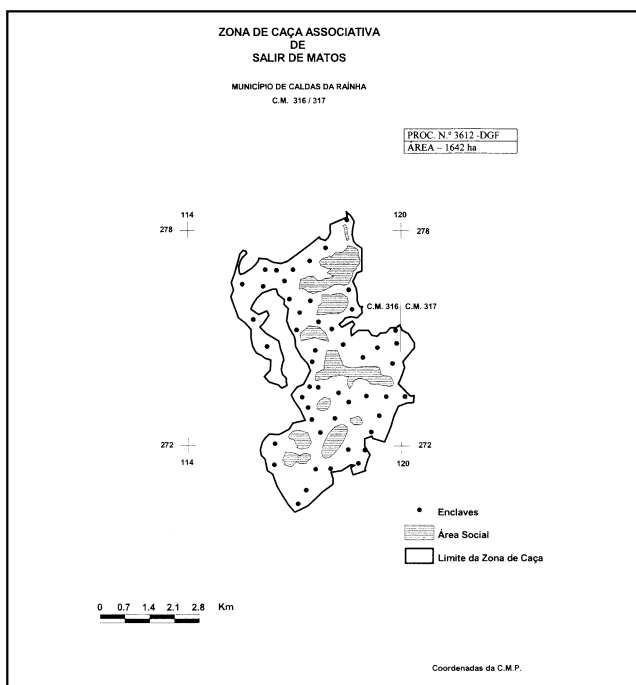 ZONA DE CAÇA ASSOCIATIVA
DE
SALIR DE MATOS
MUNICÍPIO DE CALDAS DA RAÍNHA
C.M. 316 / 317
PROC. N.º 3612 -DGF
ÁREA – 1642 ha
114
120
278
278
C.M. 316
C.M. 317
272
272
114
120
Enclaves
Área Social
Limite da Zona de Caça
0 0.7 1.4 2.1 2.8 Km
Coordenadas da C.M.P.